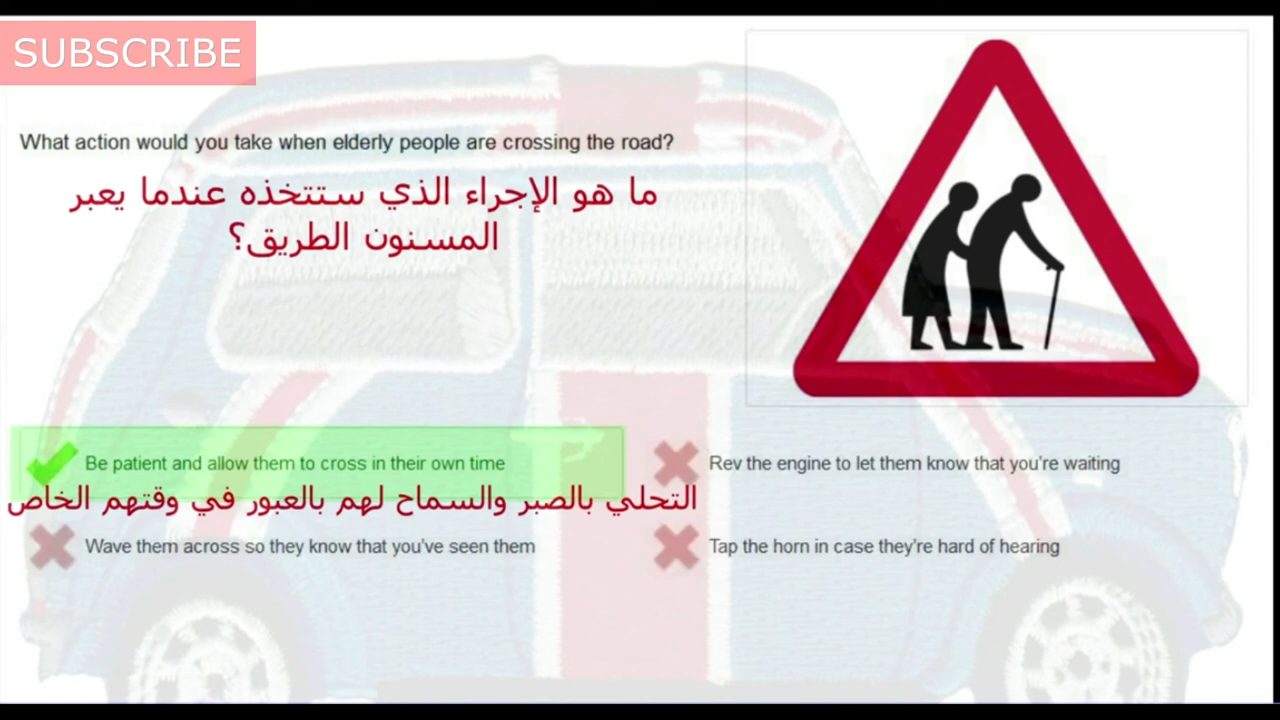 SUBSCRIBE
What action would you take when elderly people are crossing the road?
ما هو الإجراء الذي ستتخذه عندما يعبر
المسنون الطريق؟
Be patient and allow them to cross in their own time
Rev the engine to let them know that you're waiting
التحلي بالصبر والسماح لهم بالعبور في وقتهم الخاص
Wave them across so they know that you've seen them
Tap the horn in case they're hard of hearing